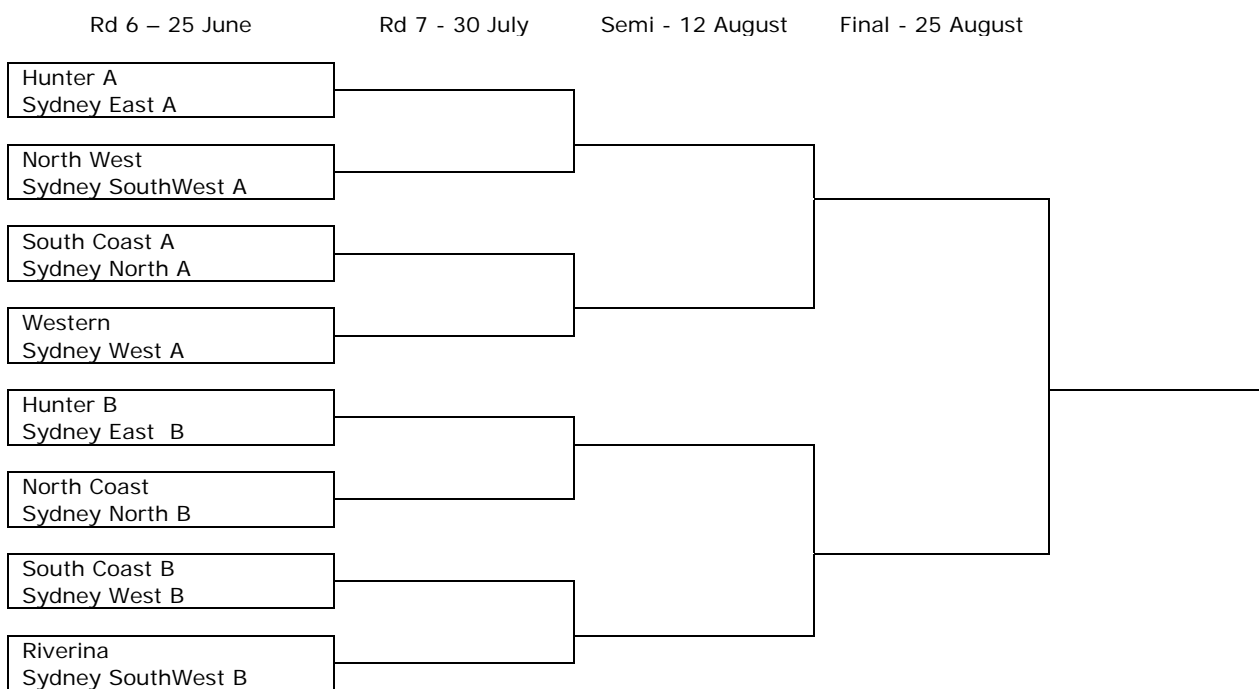 Rd 6 – 25 June Rd 7 - 30 July Semi - 12 August Final - 25 August
Hunter A
Sydney East A
North West
Sydney SouthWest A
South Coast A
Sydney North A
Western
Sydney West A
Hunter B
Sydney East  B
North Coast
Sydney North B
South Coast B
Sydney West B
Riverina
Sydney SouthWest B